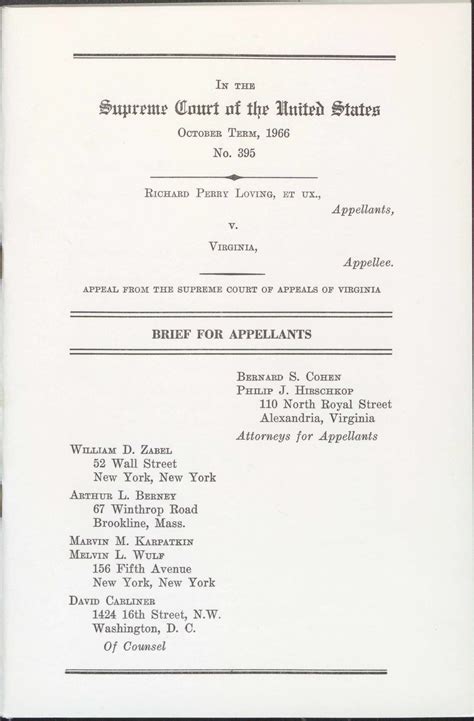 IN THE
Supreme Court of the United States
OCTOBER TERM, 1966
No. 395
RICHARD PERRY LOVING, ET UX.,
Appellants,
v.
VIRGINIA,
Appellee.
APPEAL FROM THE SUPREME COURT OF APPEALS OF VIRGINIA
BRIEF FOR APPELLANTS
BERNARD S. COHEN
PHILIP J. HIRSCHKOP
110 North Royal Street
Alexandria, Virginia
Attorneys for Appellants
WILLIAM D. ZABEL
52 Wall Street
New York, New York
ARTHUR L. BERNEY
67 Winthrop Road
Brookline, Mass.
MARVIN M. KARPATKIN
MELVIN L. WULF
156 Fifth Avenue
New York, New York
DAVID CARLINER
1424 16th Street, N.W.
Washington, D. C.
Of Counsel